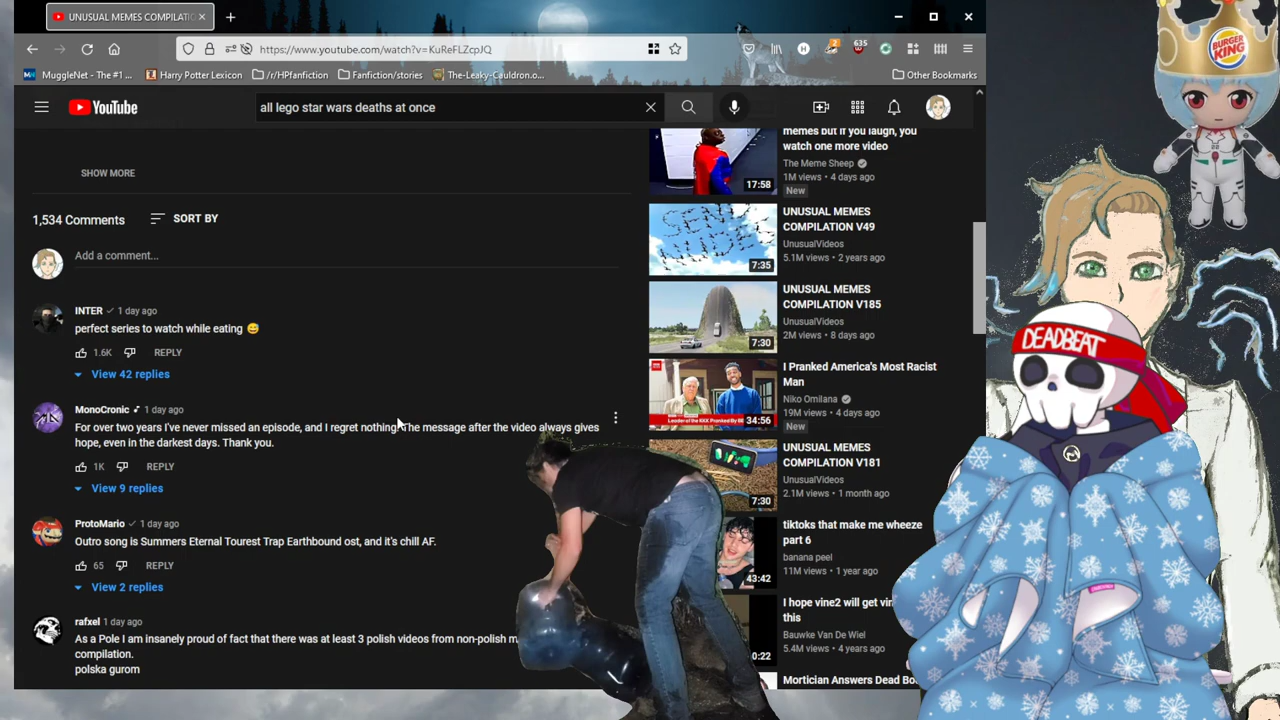 UNUSUAL MEMES COMPILATIO
https://www.youtube.com/watch?v=KuReFLZcpJQ
2
635
MuggleNet - The #1 ...
Harry Potter Lexicon
/r/HPfanfiction
Fanfiction/stories
The-Leaky-Cauldron.o...
Other Bookmarks
YouTube
all lego star wars deaths at once
SHOW MORE
1,534 Comments
SORT BY
Add a comment...
INTER 1 day ago
perfect series to watch while eating 😅
1.6K REPLY
View 42 replies
MonoCronic 1 day ago
For over two years I've never missed an episode, and I regret nothing. The message after the video always gives
hope, even in the darkest days. Thank you.
1K REPLY
View 9 replies
ProtoMario 1 day ago
Outro song is Summers Eternal Tourest Trap Earthbound ost, and it's chill AF.
65 REPLY
View 2 replies
rafxel 1 day ago
As a Pole I am insanely proud of fact that there was at least 3 polish videos from non-polish
compilation.
polska gurom
memes but if you laugh, you
watch one more video
The Meme Sheep
1M views • 4 days ago
New
17:58
UNUSUAL MEMES
COMPILATION V49
UnusualVideos
5.1M views • 2 years ago
7:35
UNUSUAL MEMES
COMPILATION V185
UnusualVideos
2M views • 8 days ago
7:30
I Pranked America's Most Racist
Man
Niko Omilana
19M views • 4 days ago
New
Leader of the KKK Pranked By
34:56
UNUSUAL MEMES
COMPILATION V181
UnusualVideos
2.1M views • 1 month ago
7:30
tiktoks that make me wheeze
part 6
banana peel
11M views • 1 year ago
43:42
I hope vine2 will get
this
Bauwke Van De Wiel
5.4M views • 4 years ago
0:22
Mortician Answers Dead
BURGER
KING
DEADBEAT